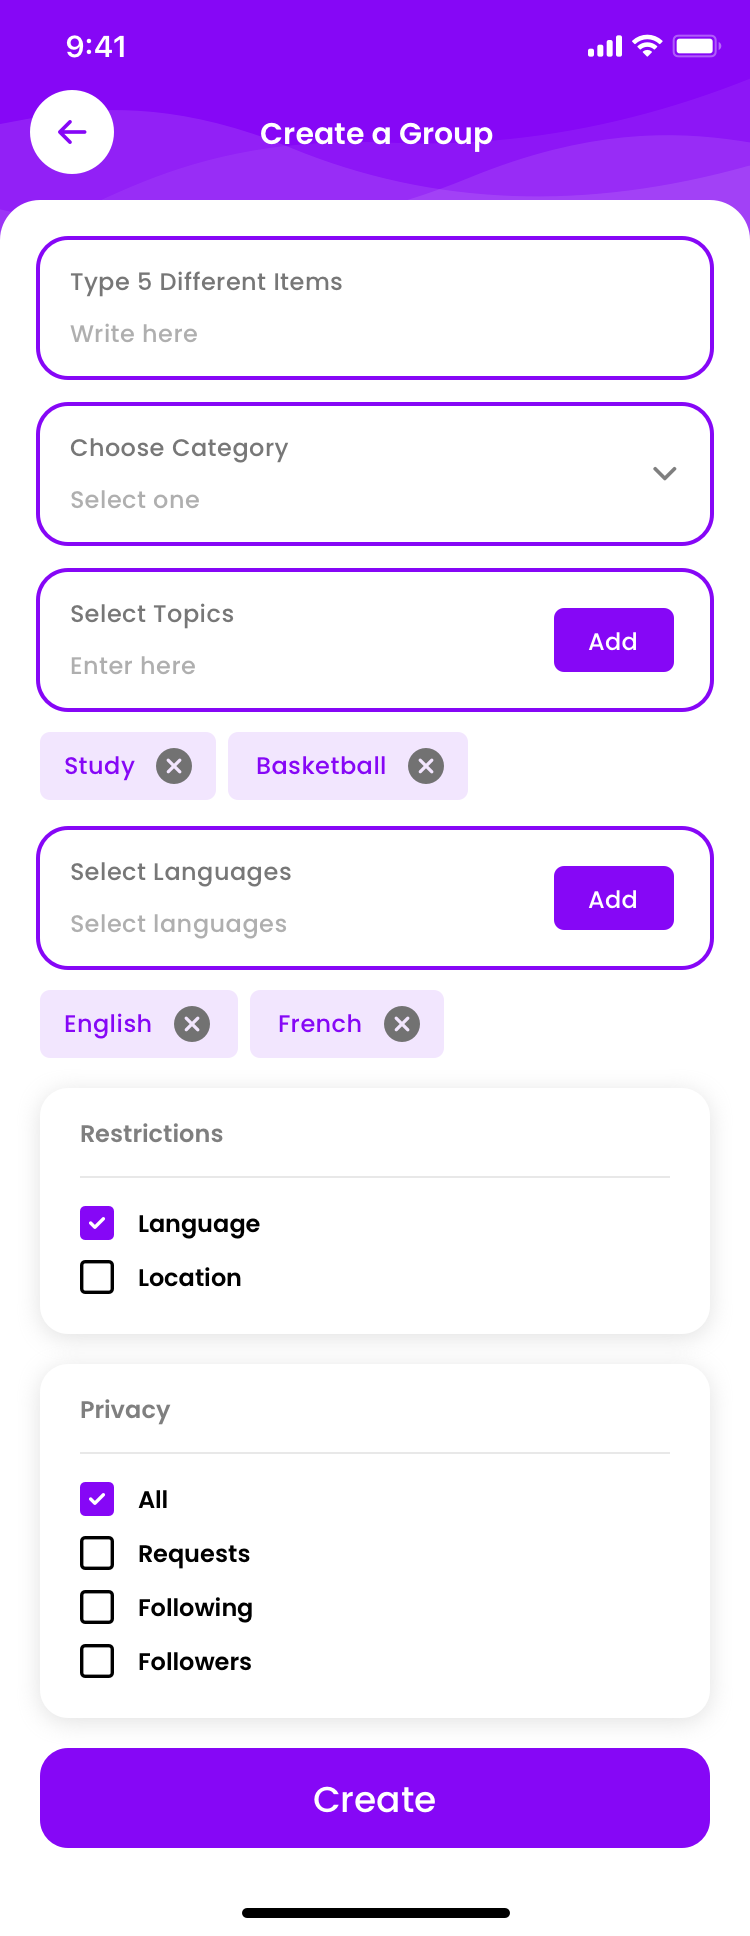 9:41
Create a Group
Type 5 Different Items
Write here
Choose Category
Select one
Select Topics
Enter here
Add
Study
Basketball
Select Languages
Select languages
Add
English
French
Restrictions
Language
Location
Privacy
All
Requests
Following
Followers
Create